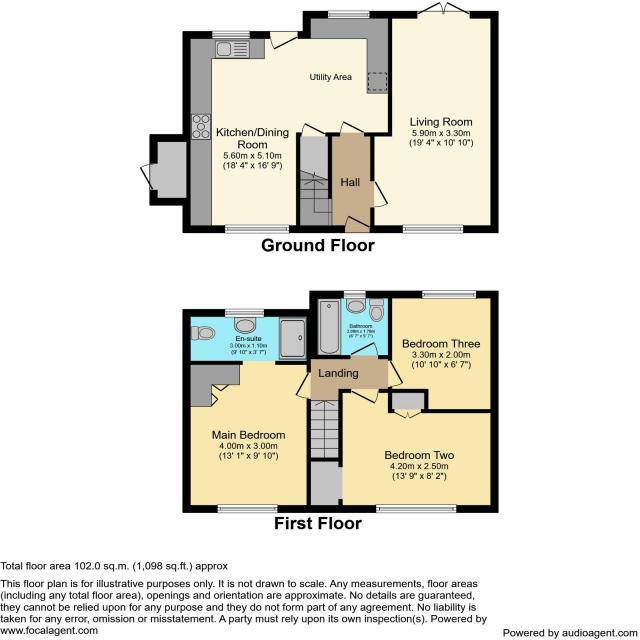 Utility Area
Kitchen/Dining
Room
5.60m x 5.10m
(18' 4" x 16' 9")
Living Room
5.90m x 3.30m
(19' 4" x 10' 10")
Hall
Ground Floor
En-suite
3.00m x 1.10m
(9' 10" x 3' 7")
Bathroom
2.00m x 1.70m
(6' 7" x 5' 7")
Bedroom Three
3.30m x 2.00m
(10' 10" x 6' 7")
Landing
Main Bedroom
4.00m x 3.00m
(13' 1" x 9' 10")
Bedroom Two
4.20m x 2.50m
(13' 9" x 8' 2")
First Floor
Total floor area 102.0 sq.m. (1,098 sq.ft.) approx
This floor plan is for illustrative purposes only. It is not drawn to scale. Any measurements, floor areas
(including any total floor area), openings and orientation are approximate. No details are guaranteed,
they cannot be relied upon for any purpose and they do not form part of any agreement. No liability is
taken for any error, omission or misstatement. A party must rely upon its own inspection(s). Powered by
www.focalagent.com
Powered by audioagent.com